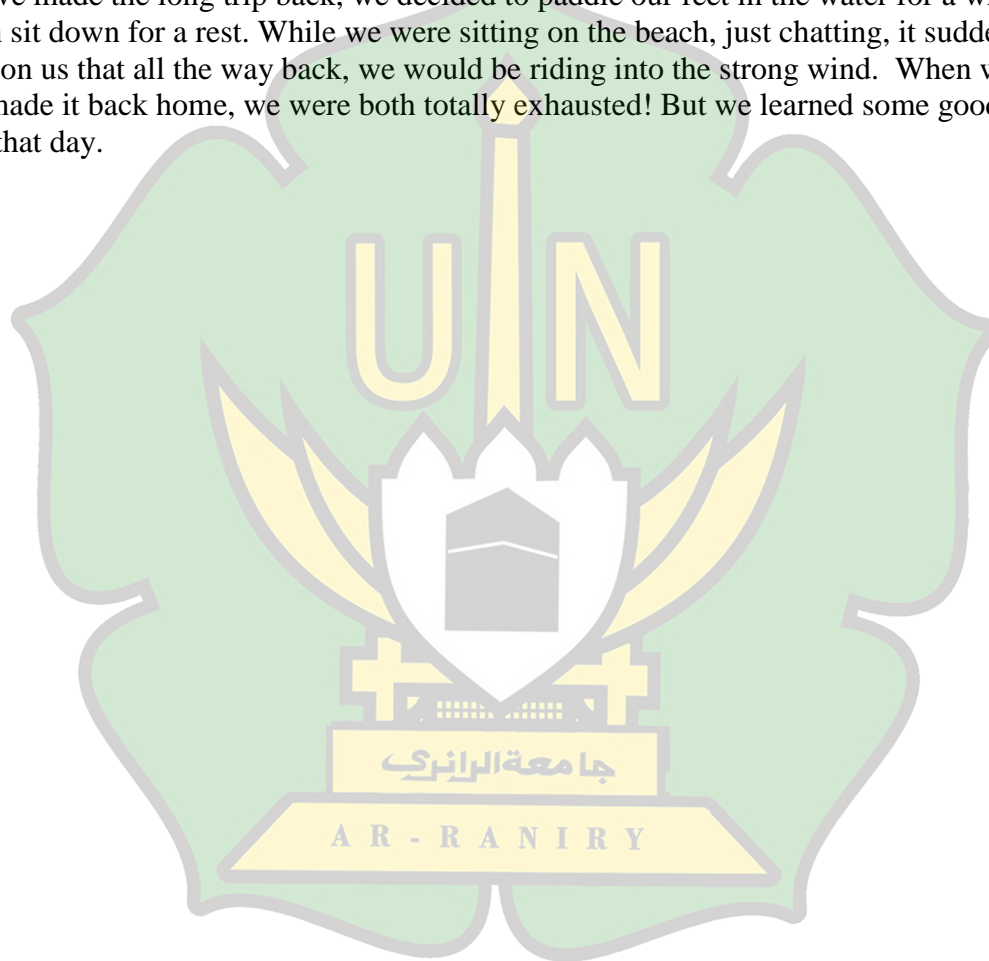 we made the long trip back, we decided to paddle our feet in the water for a
sit down for a rest. While we were sitting on the beach, just chatting, it
on us that all the way back, we would be riding into the strong wind. When
made it back home, we were both totally exhausted! But we learned some good
that day.
UIN
جامعة الرانري
AR-RANIRY